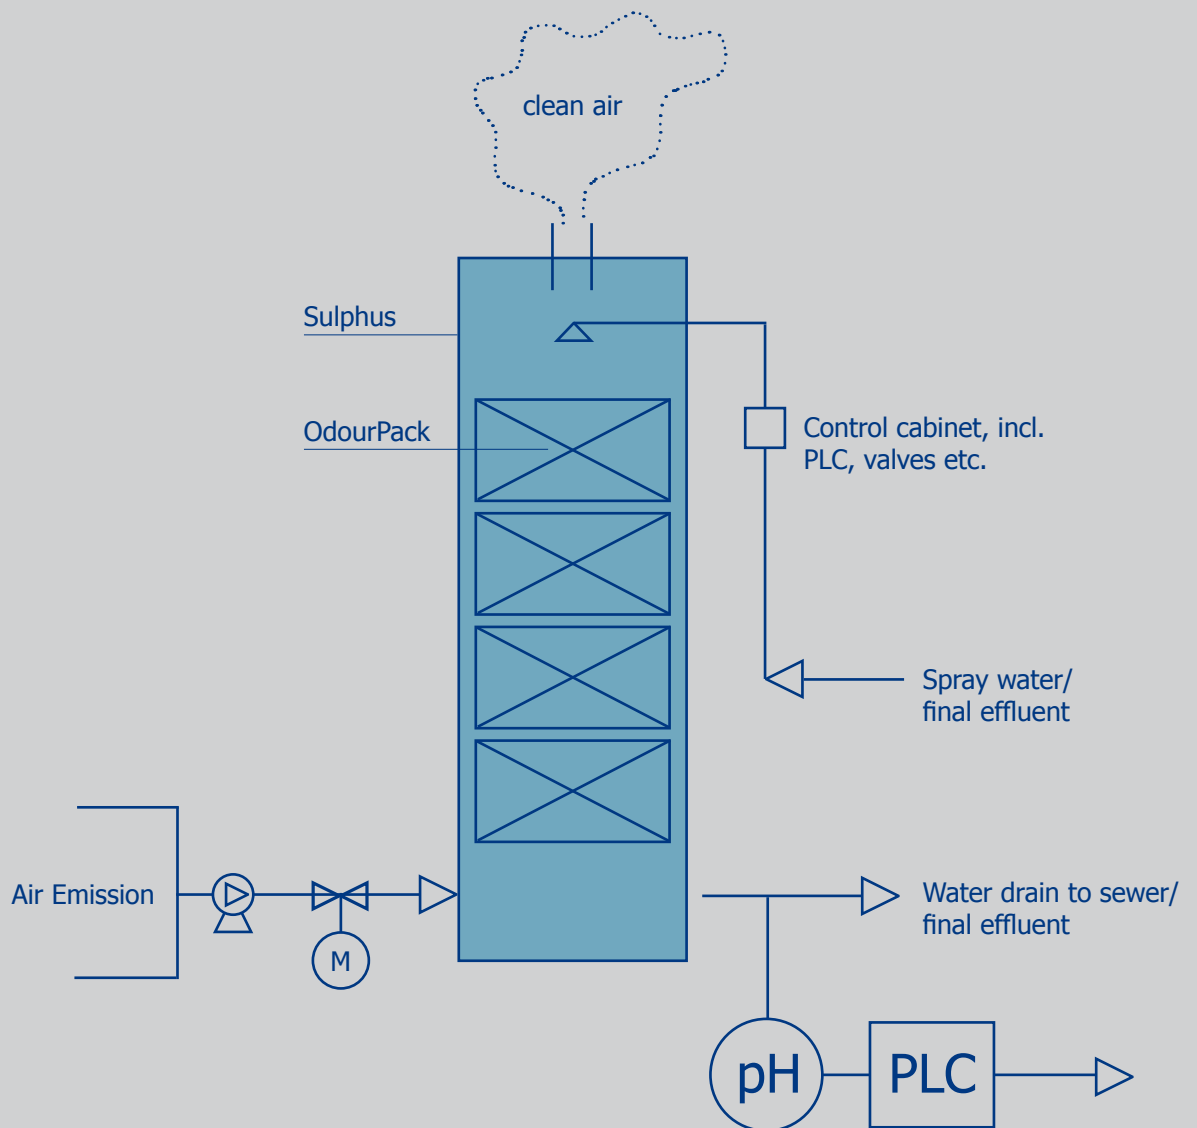 clean air
Sulphus
OdourPack
Control cabinet, incl.
PLC, valves etc.
Spray water/
final effluent
Air Emission
M
Water drain to sewer/
final effluent
pH
PLC